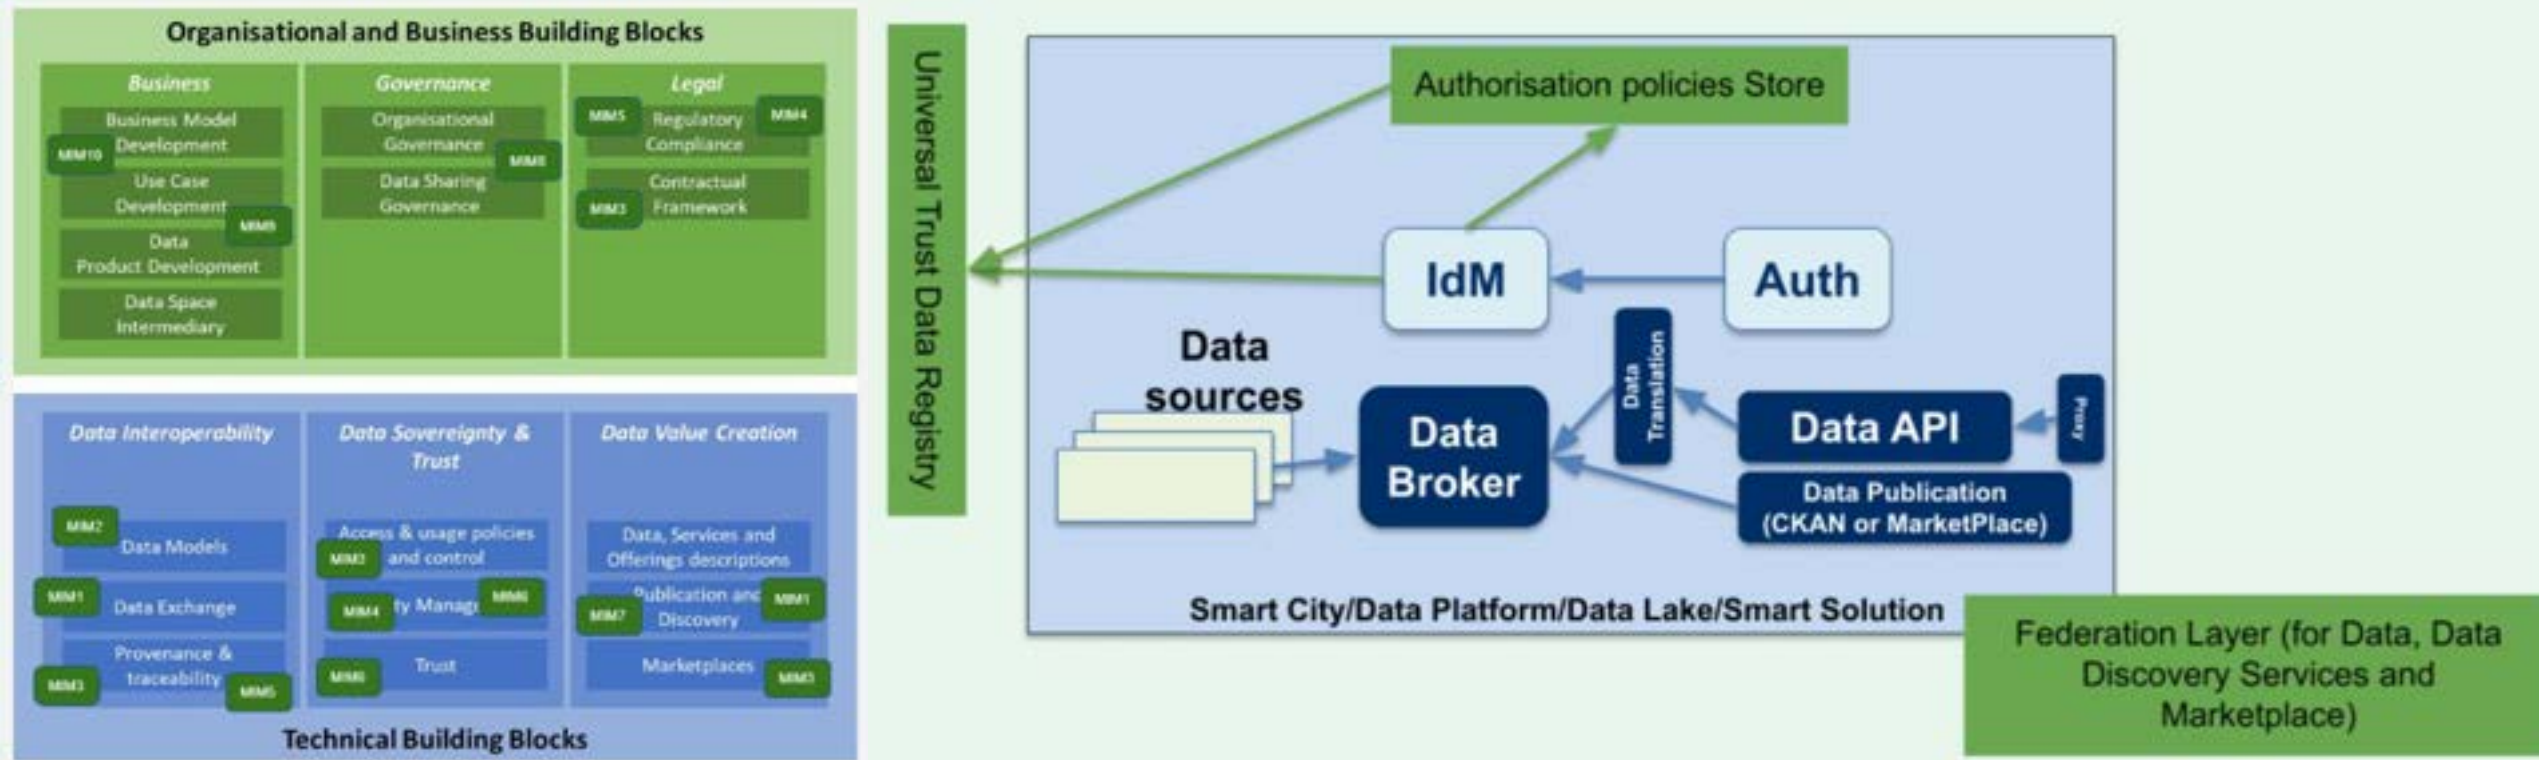 Organisational and Business Building Blocks
Business
Business Model
Development
MIM10
Use Case
Development
MIM9
Data
Product Development
Data Space
Intermediary
Governance
Organisational
Governance
MIM8
Data Sharing
Governance
Legal
MIM5
Regulatory
Compliance
MIM4
Contractual
Framework
MIM3
Data Interoperability
MIM2
Data Models
MIM1
Data Exchange
Provenance &
traceability
MIM3
MIM5
Data Sovereignty &
Trust
Access & usage policies
and control
MIM4
ty Manag
MIM6
Trust
Data Value Creation
Data, Services and
Offerings descriptions
Publication and
Discovery
MIM7
MIM1
Marketplaces
MIM3
Technical Building Blocks
Universal Trust Data Registry
Authorisation policies Store
IdM
Auth
Data
sources
Data
Broker
Data
Translation
Data API
Proxy
Data Publication
(CKAN or MarketPlace)
Smart City/Data Platform/Data Lake/Smart Solution
Federation Layer (for Data, Data
Discovery Services and
Marketplace)